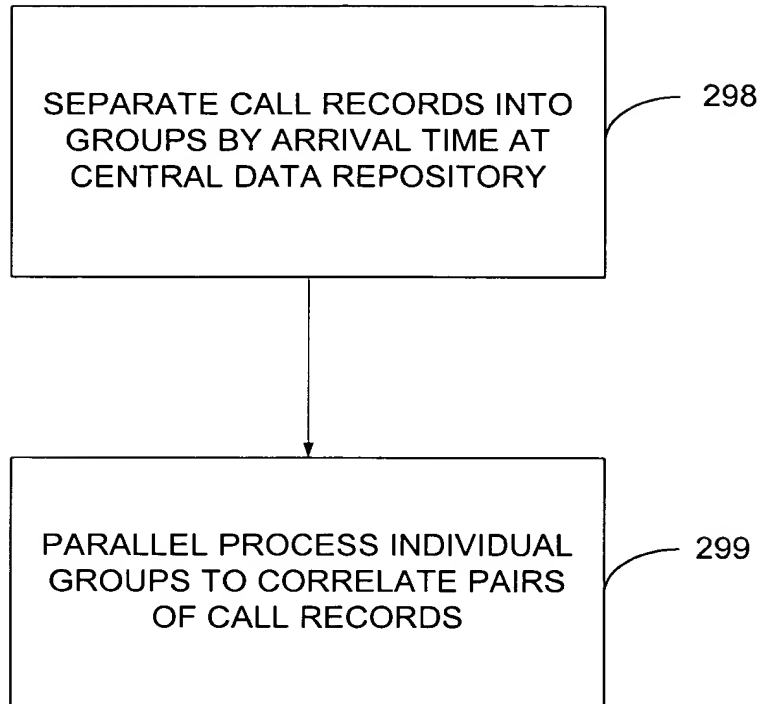 SEPARATE CALL RECORDS INTO
GROUPS BY ARRIVAL TIME AT
CENTRAL DATA REPOSITORY
298
PARALLEL PROCESS INDIVIDUAL
GROUPS TO CORRELATE PAIRS
OF CALL RECORDS
299